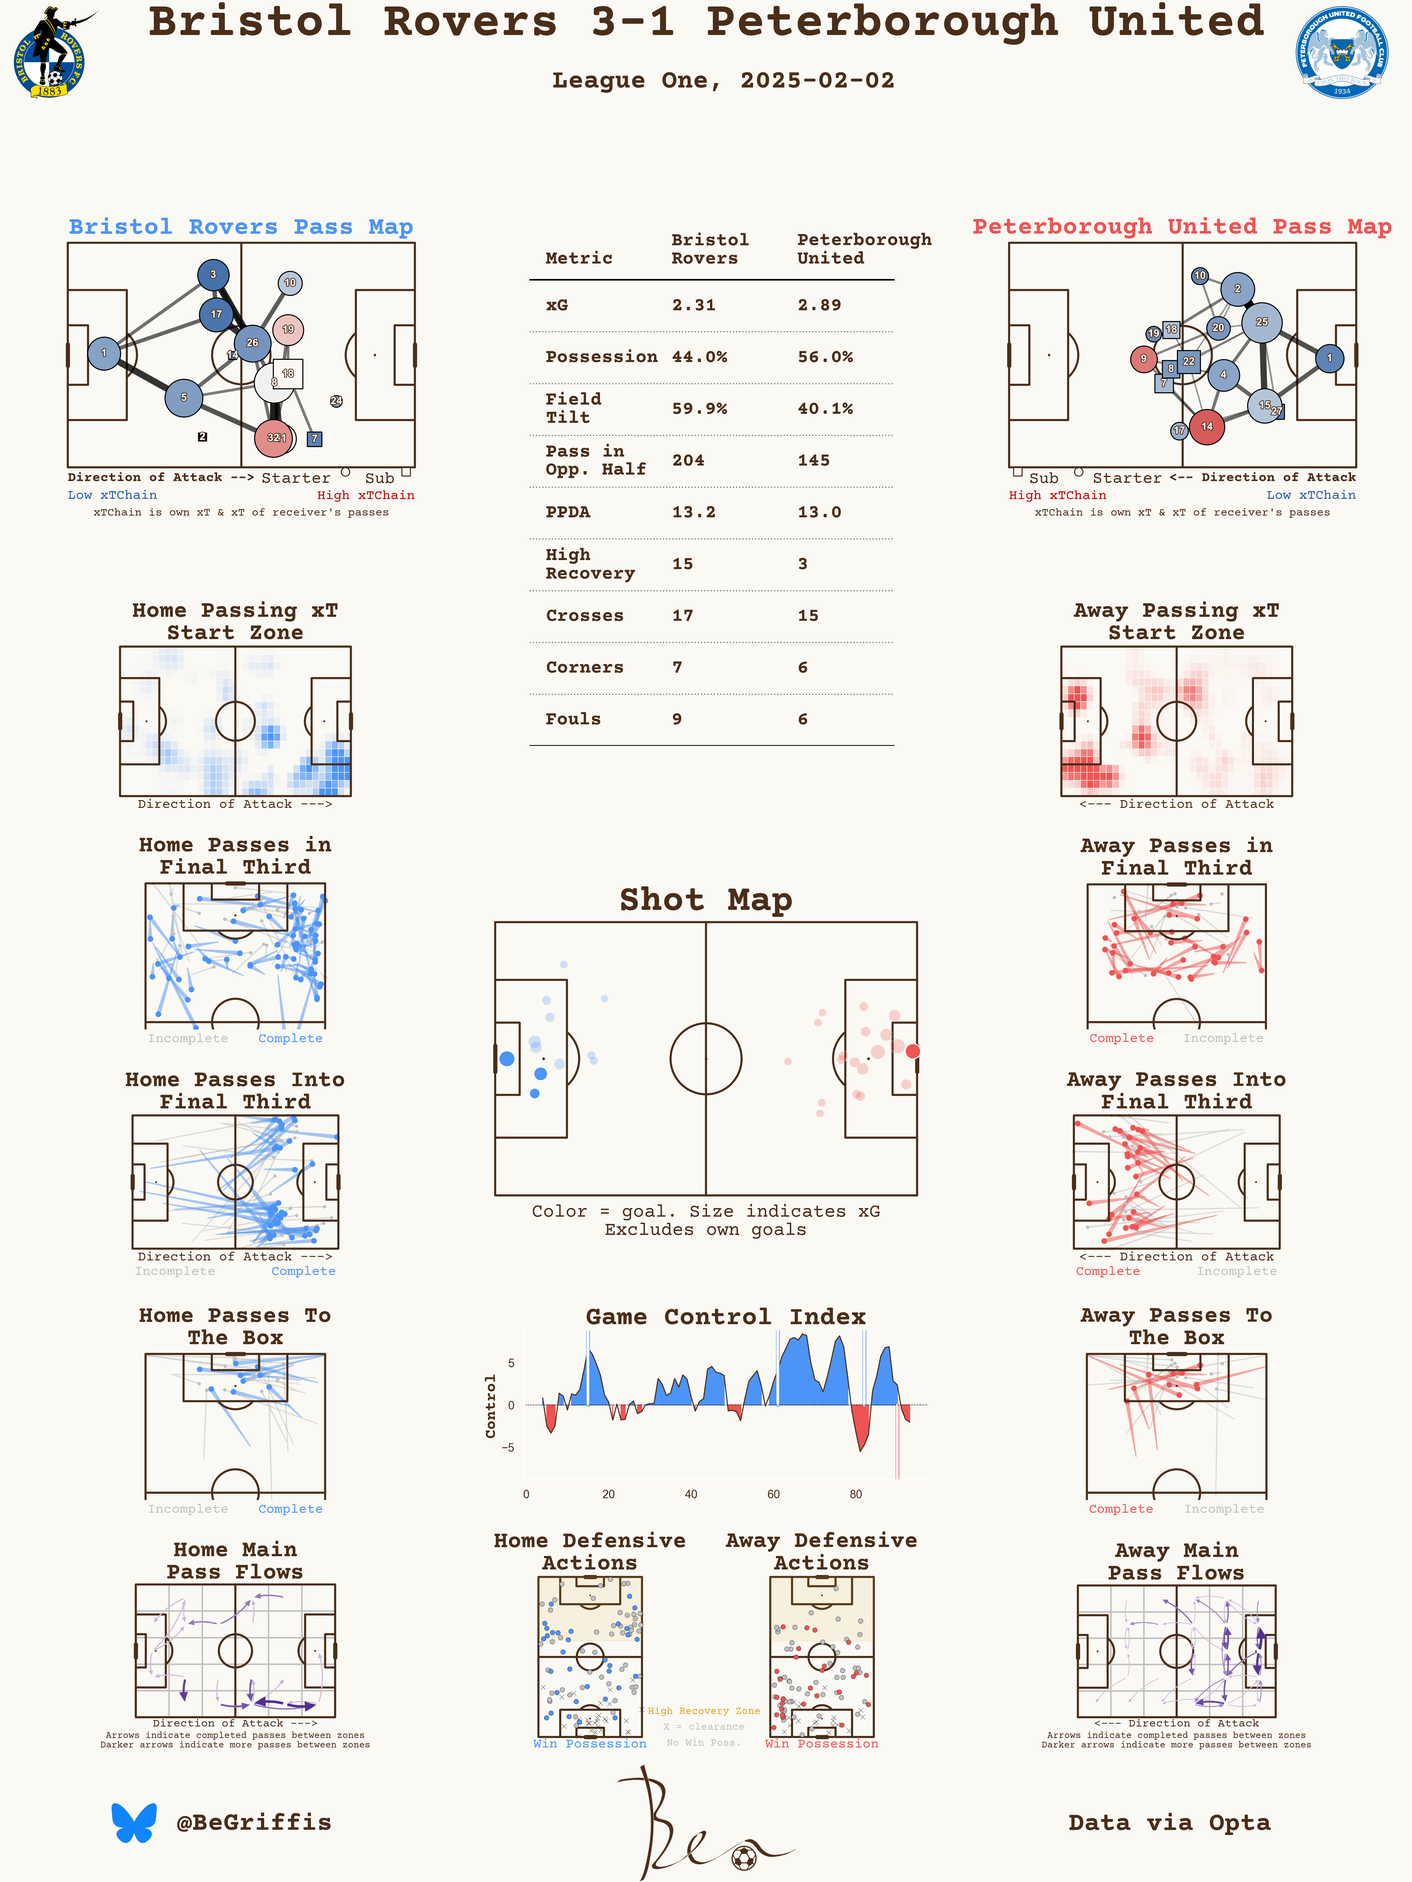 Bristol Rovers 3-1 Peterborough United
League One, 2025-02-02
BRISTOL ROVERS F.C.
1883
PETERBOROUGH UNITED FOOTBALL CLUB
1934
Bristol Rovers Pass Map
3
10
17
19
26
14
1
18
8
5
24
2
32
1
7
Direction of Attack --> Starter Sub
Low xTChain High xTChain
xTChain is own xT & xT of receiver's passes
Metric Bristol Rovers Peterborough United
xG 2.31 2.89
Possession 44.0% 56.0%
Field Tilt 59.9% 40.1%
Pass in Opp. Half 204 145
PPDA 13.2 13.0
High Recovery 15 3
Crosses 17 15
Corners 7 6
Fouls 9 6
Peterborough United Pass Map
10
2
25
20
18
19
9
22
1
8
4
7
15
27
14
17
Sub Starter <-- Direction of Attack
High xTChain Low xTChain
xTChain is own xT & xT of receiver's passes
Home Passing xT
Start Zone
Direction of Attack --->
Away Passing xT
Start Zone
<--- Direction of Attack
Home Passes in
Final Third
Incomplete Complete
Away Passes in
Final Third
Complete Incomplete
Shot Map
Color = goal. Size indicates xG
Excludes own goals
Home Passes Into
Final Third
Direction of Attack --->
Incomplete Complete
Away Passes Into
Final Third
<--- Direction of Attack
Complete Incomplete
Home Passes To
The Box
Incomplete Complete
Game Control Index
Control
5
0
−5
0 20 40 60 80
Away Passes To
The Box
Complete Incomplete
Home Main
Pass Flows
Direction of Attack --->
Arrows indicate completed passes between zones
Darker arrows indicate more passes between zones
Home Defensive
Actions
Win Possession
Away Defensive
Actions
Win Possession
High Recovery Zone
X = clearance
No Win Poss.
Away Main
Pass Flows
<--- Direction of Attack
Arrows indicate completed passes between zones
Darker arrows indicate more passes between zones
@BeGriffis
Ben
Data via Opta